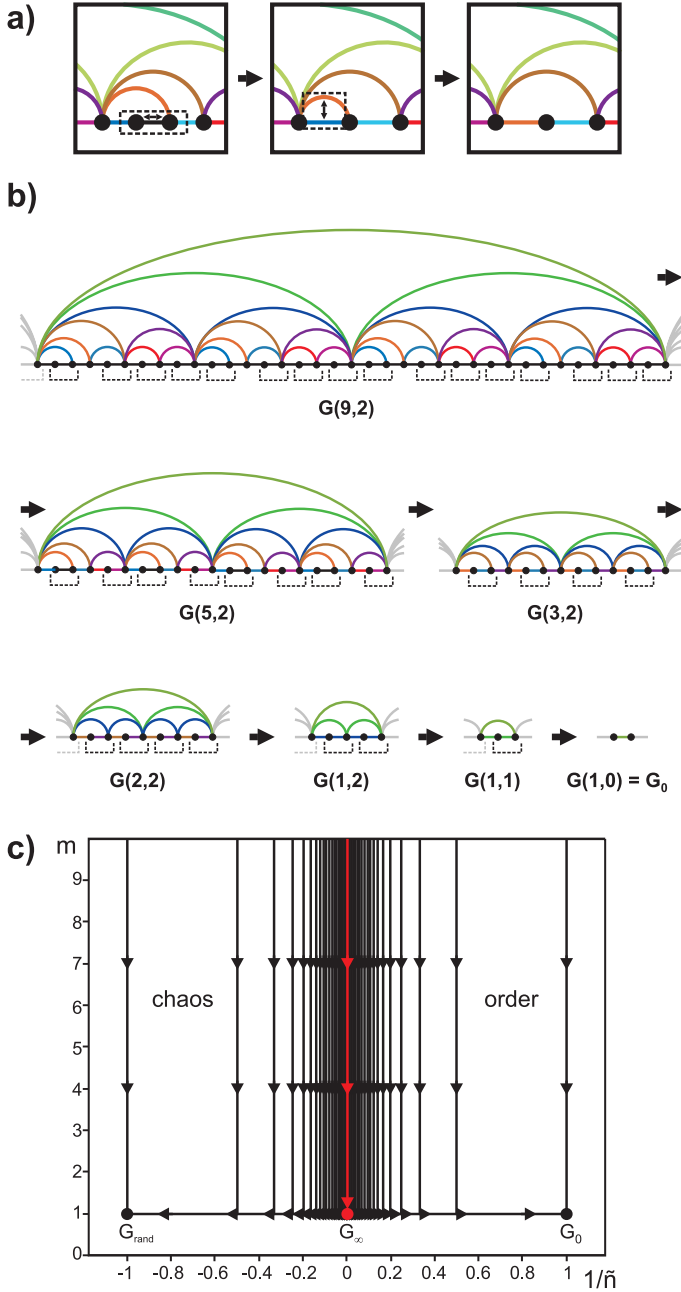 a)
b)
G(9,2)
G(5,2)
G(3,2)
G(2,2)
G(1,2)
G(1,1)
G(1,0) = G₀
c)
m
9
8
7
6
5
4
3
2
1
0
chaos
order
G_rand
G_∞
G₀
-1 -0.8 -0.6 -0.4 -0.2 0 0.2 0.4 0.6 0.8 1
1/ñ